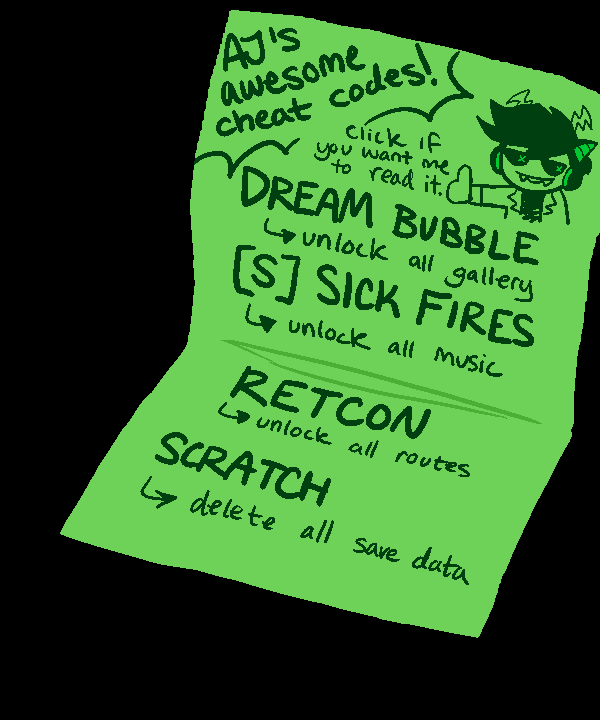 AJ's
awesome
cheat codes!
click if
you want me
to read it.
DREAM BUBBLE
unlock all gallery
[S] SICK FIRES
unlock all music
RETCON
unlock all routes
SCRATCH
delete all save data